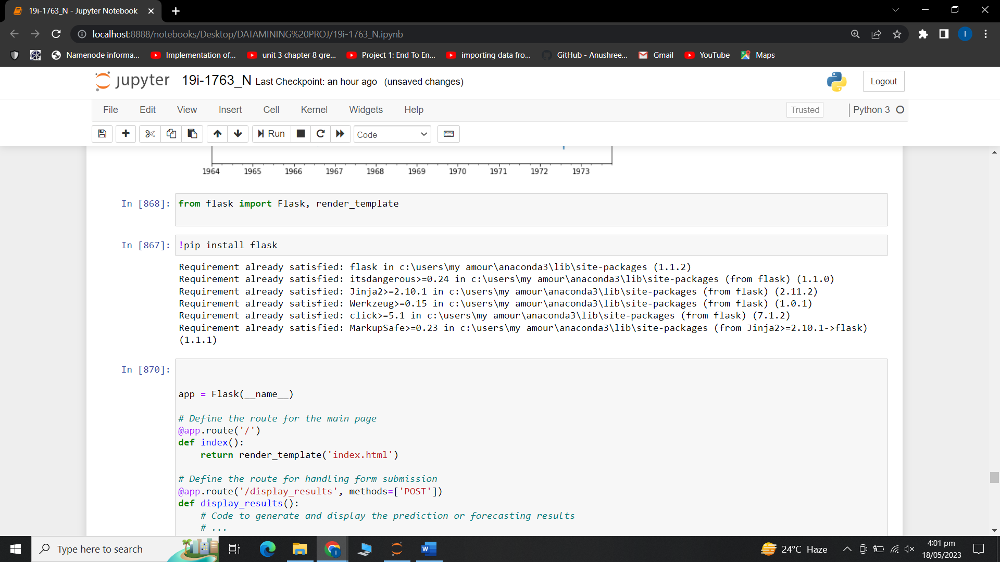 19i-1763_N - Jupyter Notebook
localhost:8888/notebooks/Desktop/DATAMINING%20PROJ/19i-1763_N.ipynb
I
Namenode informa... Implementation of... unit 3 chapter 8 gre... Project 1: End To En... importing data fro... GitHub - Anushree... Gmail YouTube Maps
jupyter 19i-1763_N Last Checkpoint: an hour ago (unsaved changes) Logout
File Edit View Insert Cell Kernel Widgets Help Trusted Python 3
Run Code
1964 1965 1966 1967 1968 1969 1970 1971 1972 1973
In [868]: from flask import Flask, render_template
In [867]: !pip install flask
Requirement already satisfied: flask in c:\users\my amour\anaconda3\lib\site-packages (1.1.2)
Requirement already satisfied: itsdangerous>=0.24 in c:\users\my amour\anaconda3\lib\site-packages (from flask) (1.1.0)
Requirement already satisfied: Jinja2>=2.10.1 in c:\users\my amour\anaconda3\lib\site-packages (from flask) (2.11.2)
Requirement already satisfied: Werkzeug>=0.15 in c:\users\my amour\anaconda3\lib\site-packages (from flask) (1.0.1)
Requirement already satisfied: click>=5.1 in c:\users\my amour\anaconda3\lib\site-packages (from flask) (7.1.2)
Requirement already satisfied: MarkupSafe>=0.23 in c:\users\my amour\anaconda3\lib\site-packages (from Jinja2>=2.10.1->flask)
(1.1.1)
In [870]:
app = Flask(__name__)
# Define the route for the main page
@app.route('/')
def index():
    return render_template('index.html')
# Define the route for handling form submission
@app.route('/display_results', methods=['POST'])
def display_results():
    # Code to generate and display the prediction or forecasting results
    # ...
Type here to search
24°C Haze
4:01 pm
18/05/2023